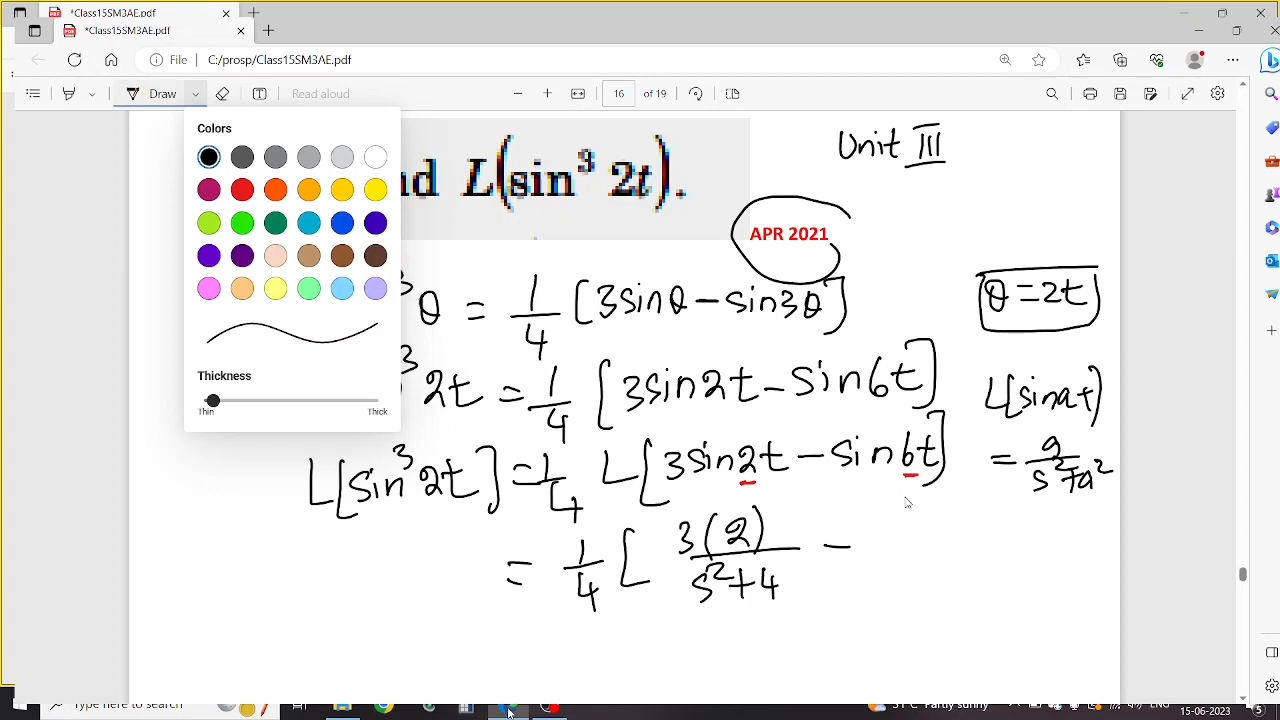 *Class15SM3AE.pdf
*Class15SM3AE.pdf
File C:/prosp/Class15SM3AE.pdf
Draw Read aloud 16 of 19
Colors
Thickness
Thin Thick
nd L(sin³ 2t).
Unit III
APR 2021
³θ = 1/4 [3sinθ - sin3θ]
θ = 2t
³2t = 1/4 [3sin2t - sin6t]
L[sinat]
L[sin³2t] = 1/4 L[3sin2t - sin6t]
= a/s²+a²
= 1/4 [ 3(2)/s²+4 -
Type here to search
Partly sunny
15-06-2023